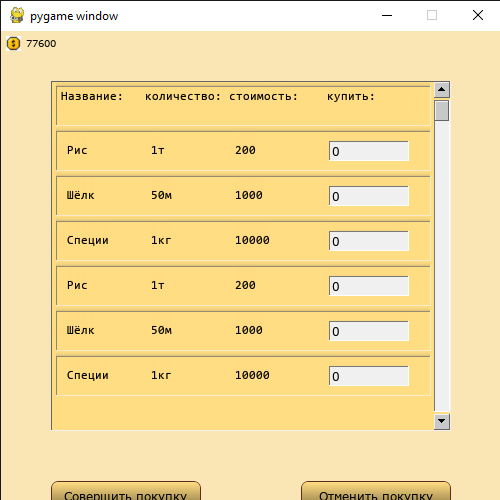 pygame window
77600
Название: количество: стоимость: купить:
Рис 1т 200 0
Шёлк 50м 1000 0
Специи 1кг 10000 0
Рис 1т 200 0
Шёлк 50м 1000 0
Специи 1кг 10000 0
Совершить покупку Отменить покупку